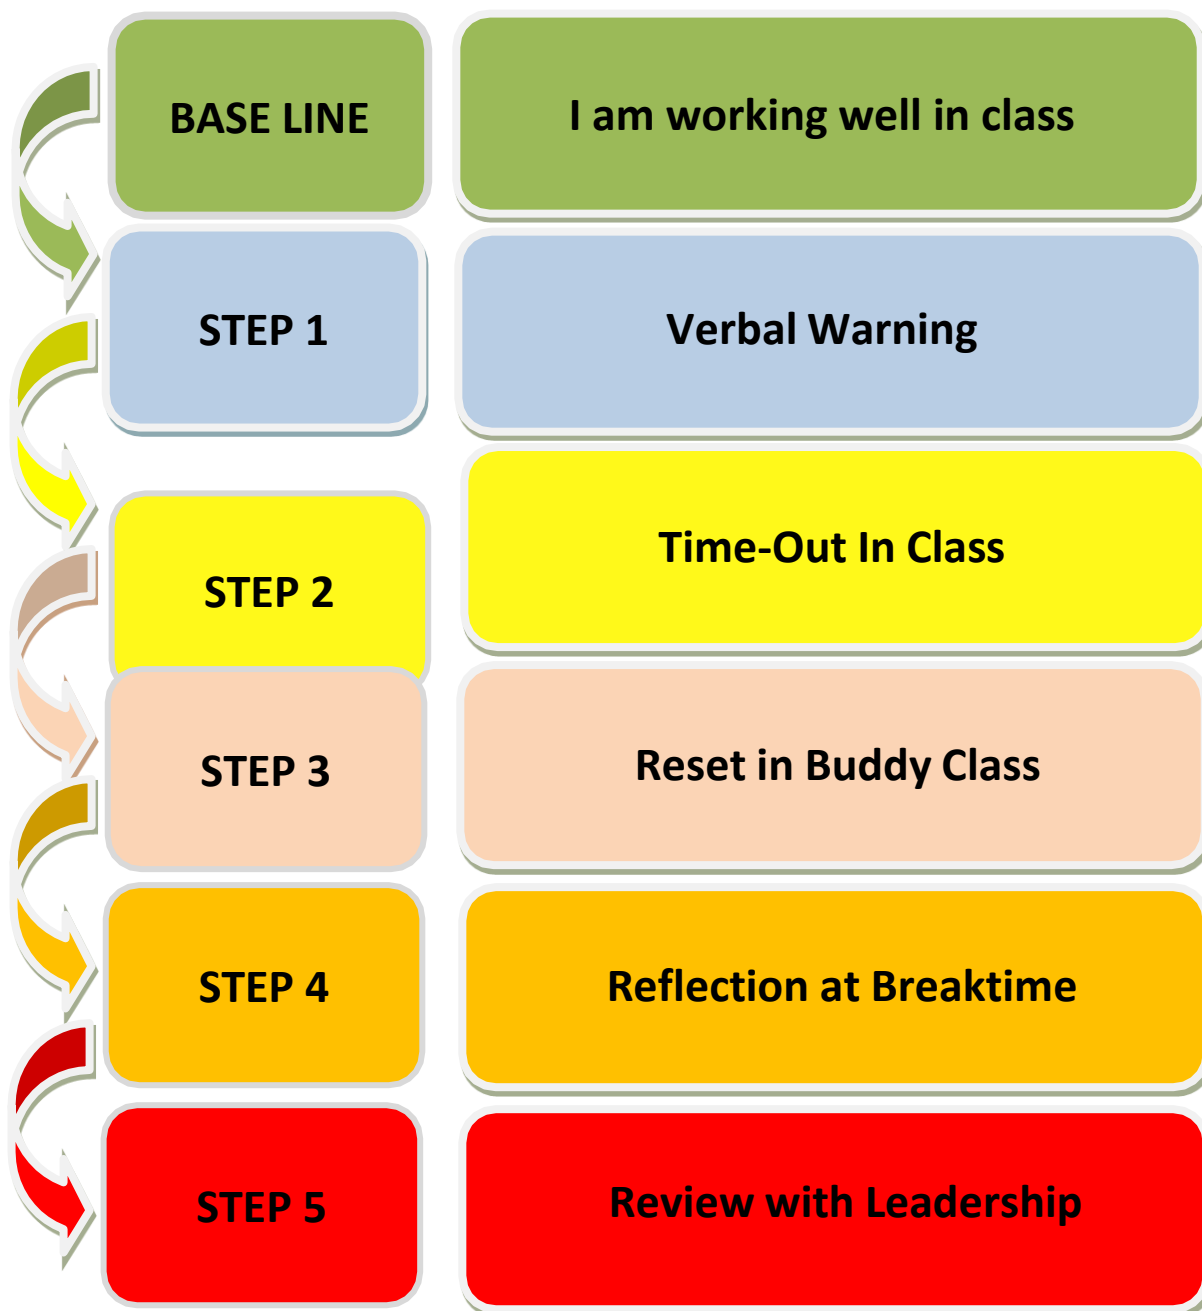 BASE LINE
I am working well in class
STEP 1
Verbal Warning
STEP 2
Time-Out In Class
STEP 3
Reset in Buddy Class
STEP 4
Reflection at Breaktime
STEP 5
Review with Leadership